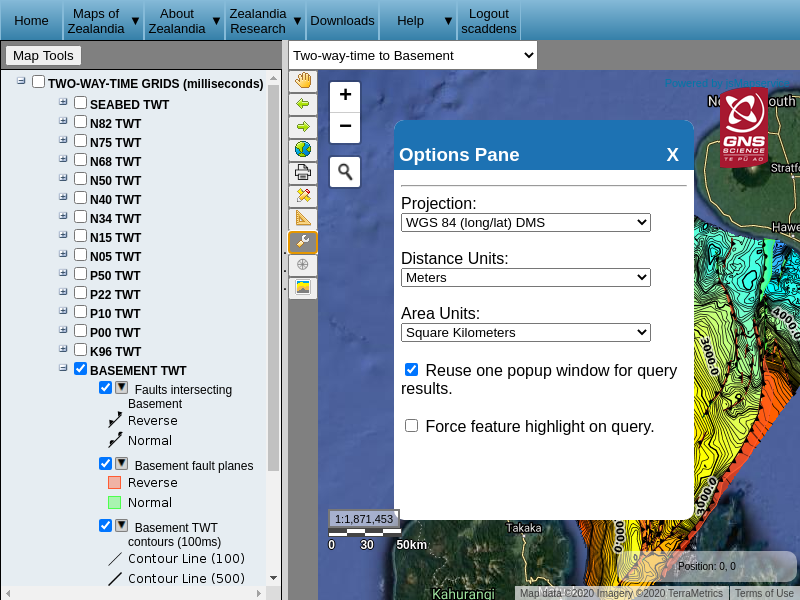 Home
Maps of
Zealandia ▼
About
Zealandia ▼
Zealandia
Research ▼
Downloads
Help ▼
Logout
scaddens
Map Tools
Two-way-time to Basement
TWO-WAY-TIME GRIDS (milliseconds)
SEABED TWT
N82 TWT
N75 TWT
N68 TWT
N50 TWT
N40 TWT
N34 TWT
N15 TWT
N05 TWT
P50 TWT
P22 TWT
P10 TWT
P00 TWT
K96 TWT
BASEMENT TWT
Faults intersecting
Basement
Reverse
Normal
Basement fault planes
Reverse
Normal
Basement TWT
contours (100ms)
Contour Line (100)
Contour Line (500)
+
−
Options Pane X
Projection:
WGS 84 (long/lat) DMS
Distance Units:
Meters
Area Units:
Square Kilometers
Reuse one popup window for query
results.
Force feature highlight on query.
GNS
SCIENCE
TE PŪ AO
4000.0
3000.0
3000.0
1:1,871,453
0 30 50km
Takaka
Kahurangi
Position: 0, 0
Map data ©2020 Imagery ©2020 TerraMetrics
Terms of Use